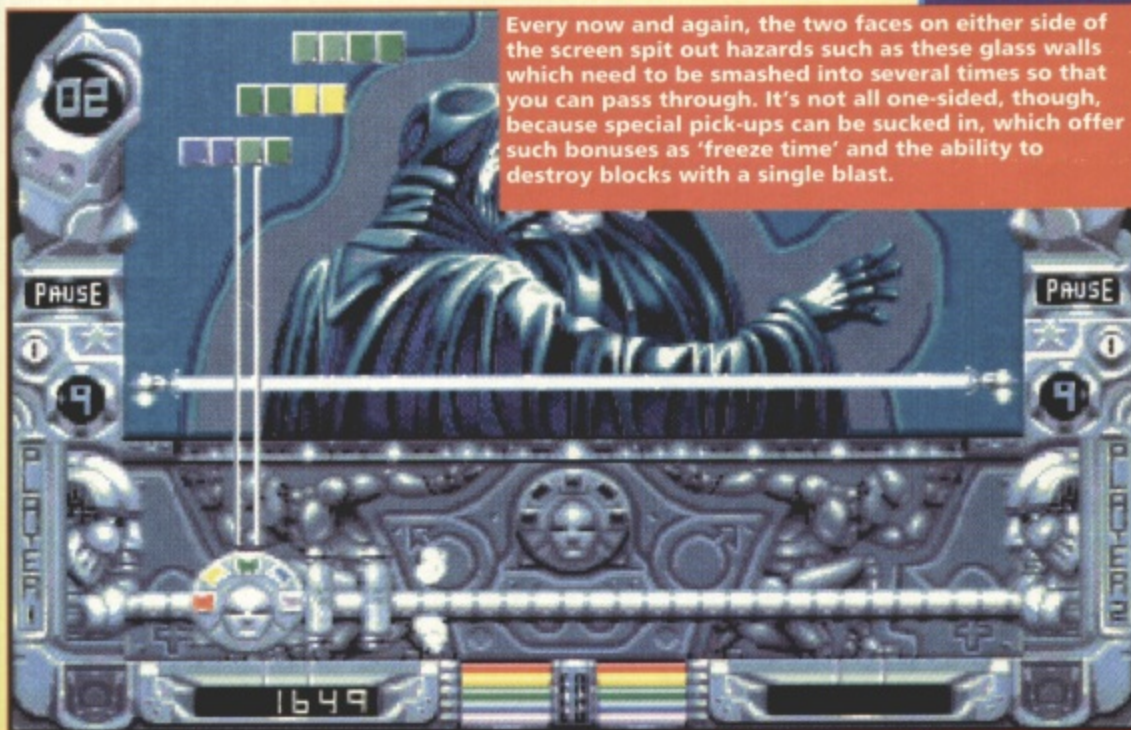 Every now and again, the two faces on either side of
the screen spit out hazards such as these glass walls
which need to be smashed into several times so that
you can pass through. It's not all one-sided, though,
because special pick-ups can be sucked in, which offer
such bonuses as 'freeze time' and the ability to
destroy blocks with a single blast.
02
PAUSE
PAUSE
9
9
PLAYER 1
PLAYER 2
1649